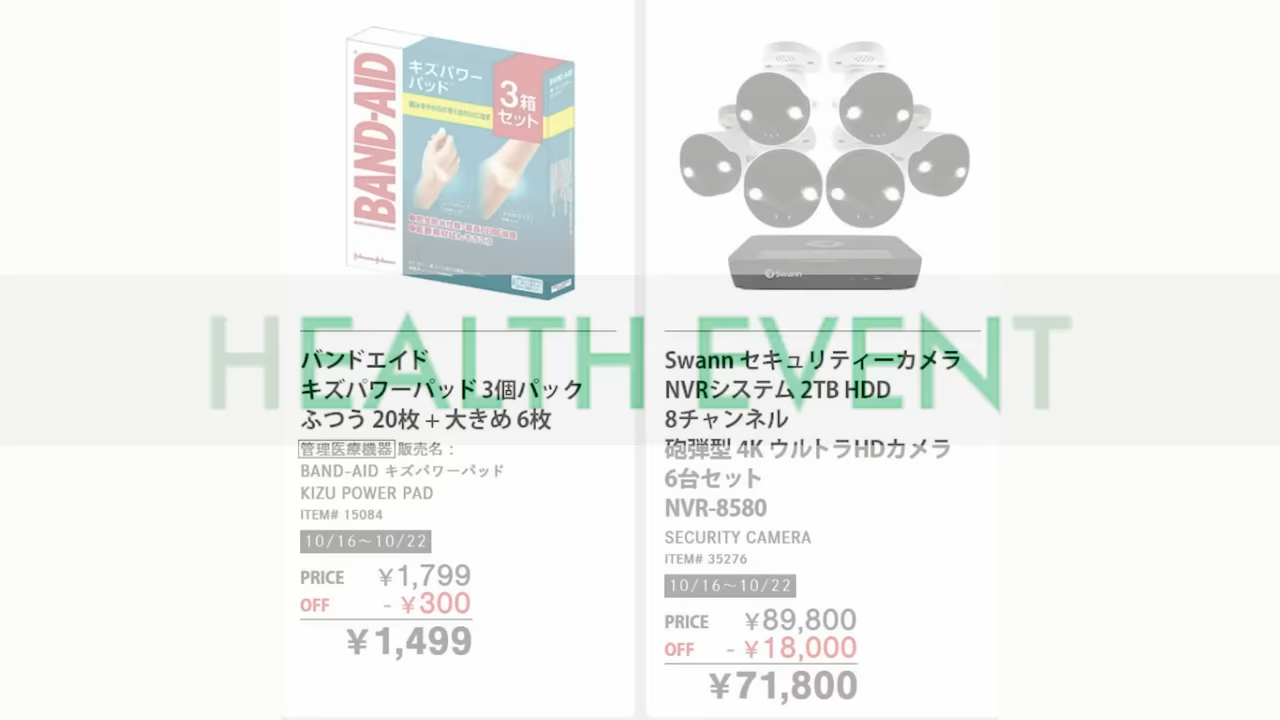 BAND-AID
キズパワー
パッド
3箱
セット
Swann
HEALTH EVENT
バンドエイド
キズパワーパッド 3個パック
ふつう 20枚 + 大きめ 6枚
管理医療機器 販売名：
BAND-AID キズパワーパッド
KIZU POWER PAD
ITEM# 15084
10/16～10/22
PRICE ￥1,799
OFF - ￥300
￥1,499
Swann セキュリティーカメラ
NVRシステム 2TB HDD
8チャンネル
砲弾型 4K ウルトラHDカメラ
6台セット
NVR-8580
SECURITY CAMERA
ITEM# 35276
10/16～10/22
PRICE ￥89,800
OFF - ￥18,000
￥71,800